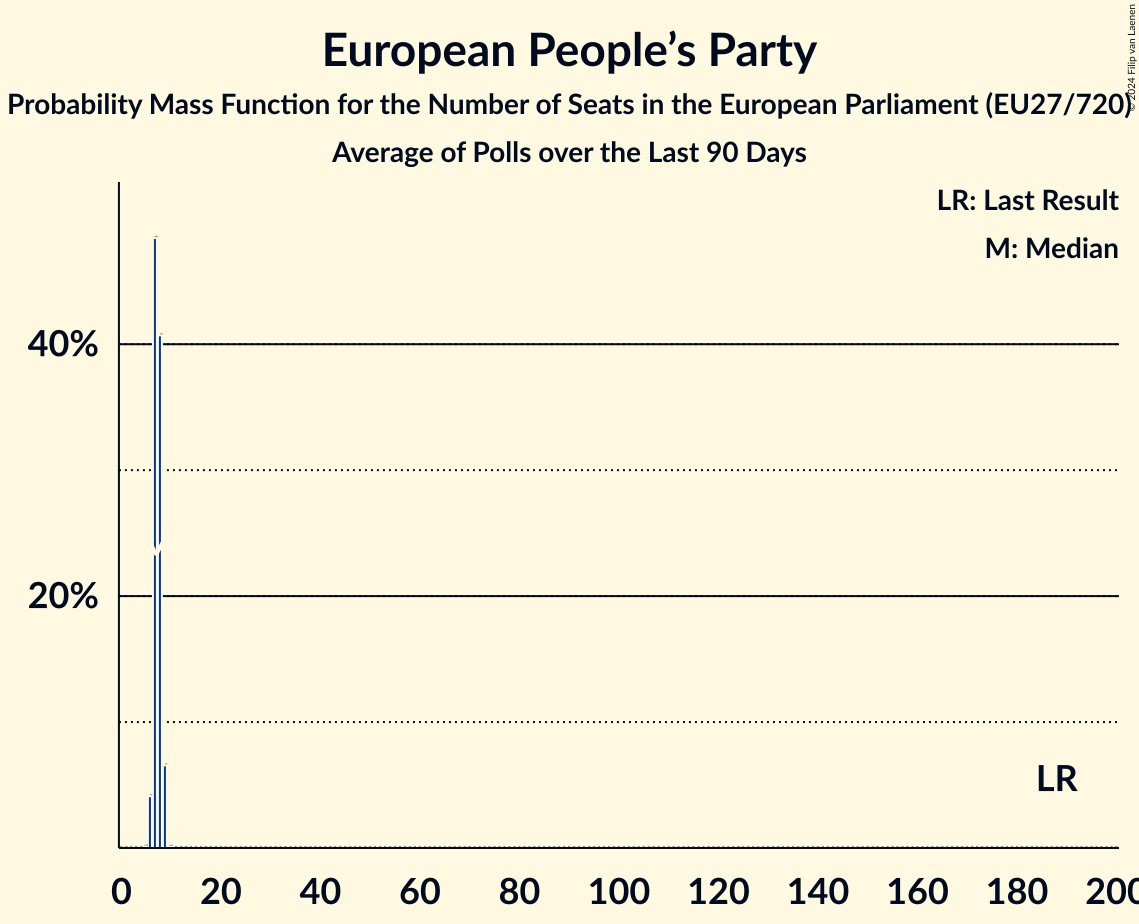 European People’s Party
Probability Mass Function for the Number of Seats in the European Parliament (EU27/720)
Average of Polls over the Last 90 Days
© 2024 Filip van Laenen
LR: Last Result
M: Median
40%
20%
LR
0 20 40 60 80 100 120 140 160 180 200